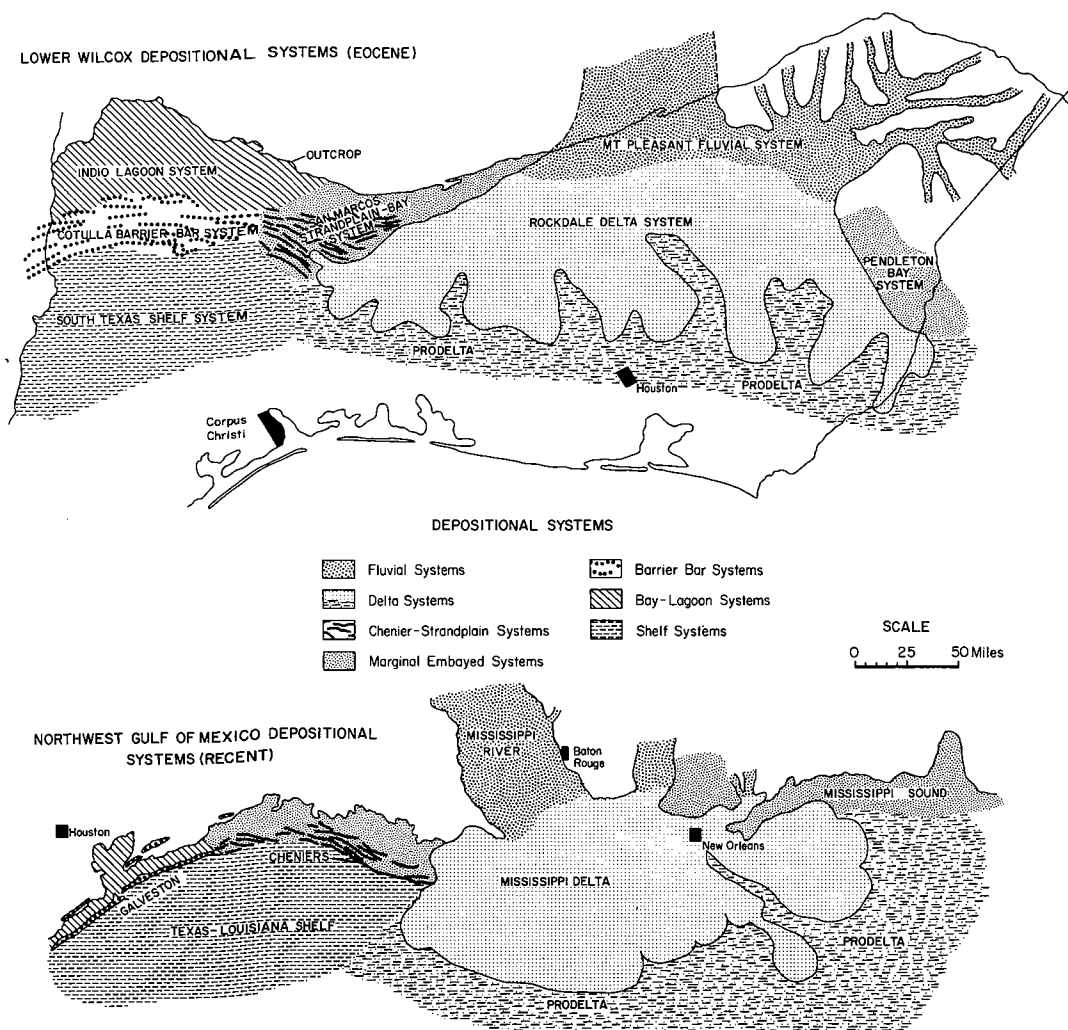 LOWER WILCOX DEPOSITIONAL SYSTEMS (EOCENE)
OUTCROP
MT PLEASANT FLUVIAL SYSTEM
INDIO LAGOON SYSTEM
SAN MARCOS
STRANDPLAIN-BAY
SYSTEM
ROCKDALE DELTA SYSTEM
COTULLA BARRIER-BAR SYSTEM
PENDLETON
BAY
SYSTEM
SOUTH TEXAS SHELF SYSTEM
PRODELTA
PRODELTA
Houston
Corpus
Christi
DEPOSITIONAL SYSTEMS
Fluvial Systems
Delta Systems
Chenier-Strandplain Systems
Marginal Embayed Systems
Barrier Bar Systems
Bay-Lagoon Systems
Shelf Systems
SCALE
0 25 50 Miles
NORTHWEST GULF OF MEXICO DEPOSITIONAL
SYSTEMS (RECENT)
MISSISSIPPI
RIVER
Baton
Rouge
MISSISSIPPI SOUND
Houston
New Orleans
CHENIERS
MISSISSIPPI DELTA
GALVESTON
TEXAS-LOUISIANA SHELF
PRODELTA
PRODELTA